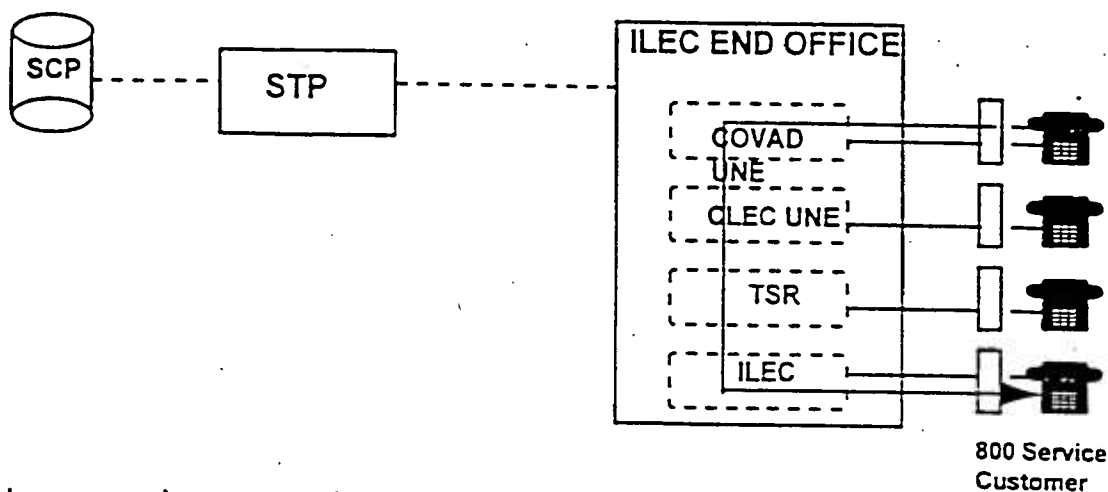 ILEC END OFFICE
SCP
STP
COVAD
UNE
CLEC UNE
TSR
ILEC
800 Service
Customer